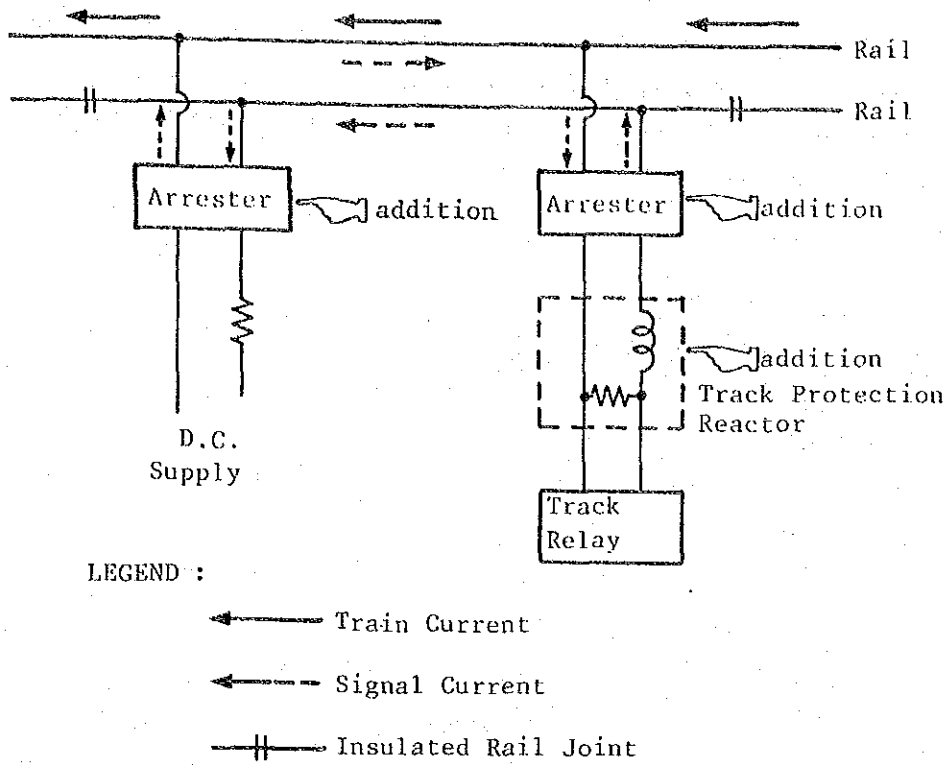 Rail
Rail
Arrester
addition
Arrester
addition
addition
Track Protection
Reactor
D.C.
Supply
Track
Relay
LEGEND :
Train Current
Signal Current
Insulated Rail Joint